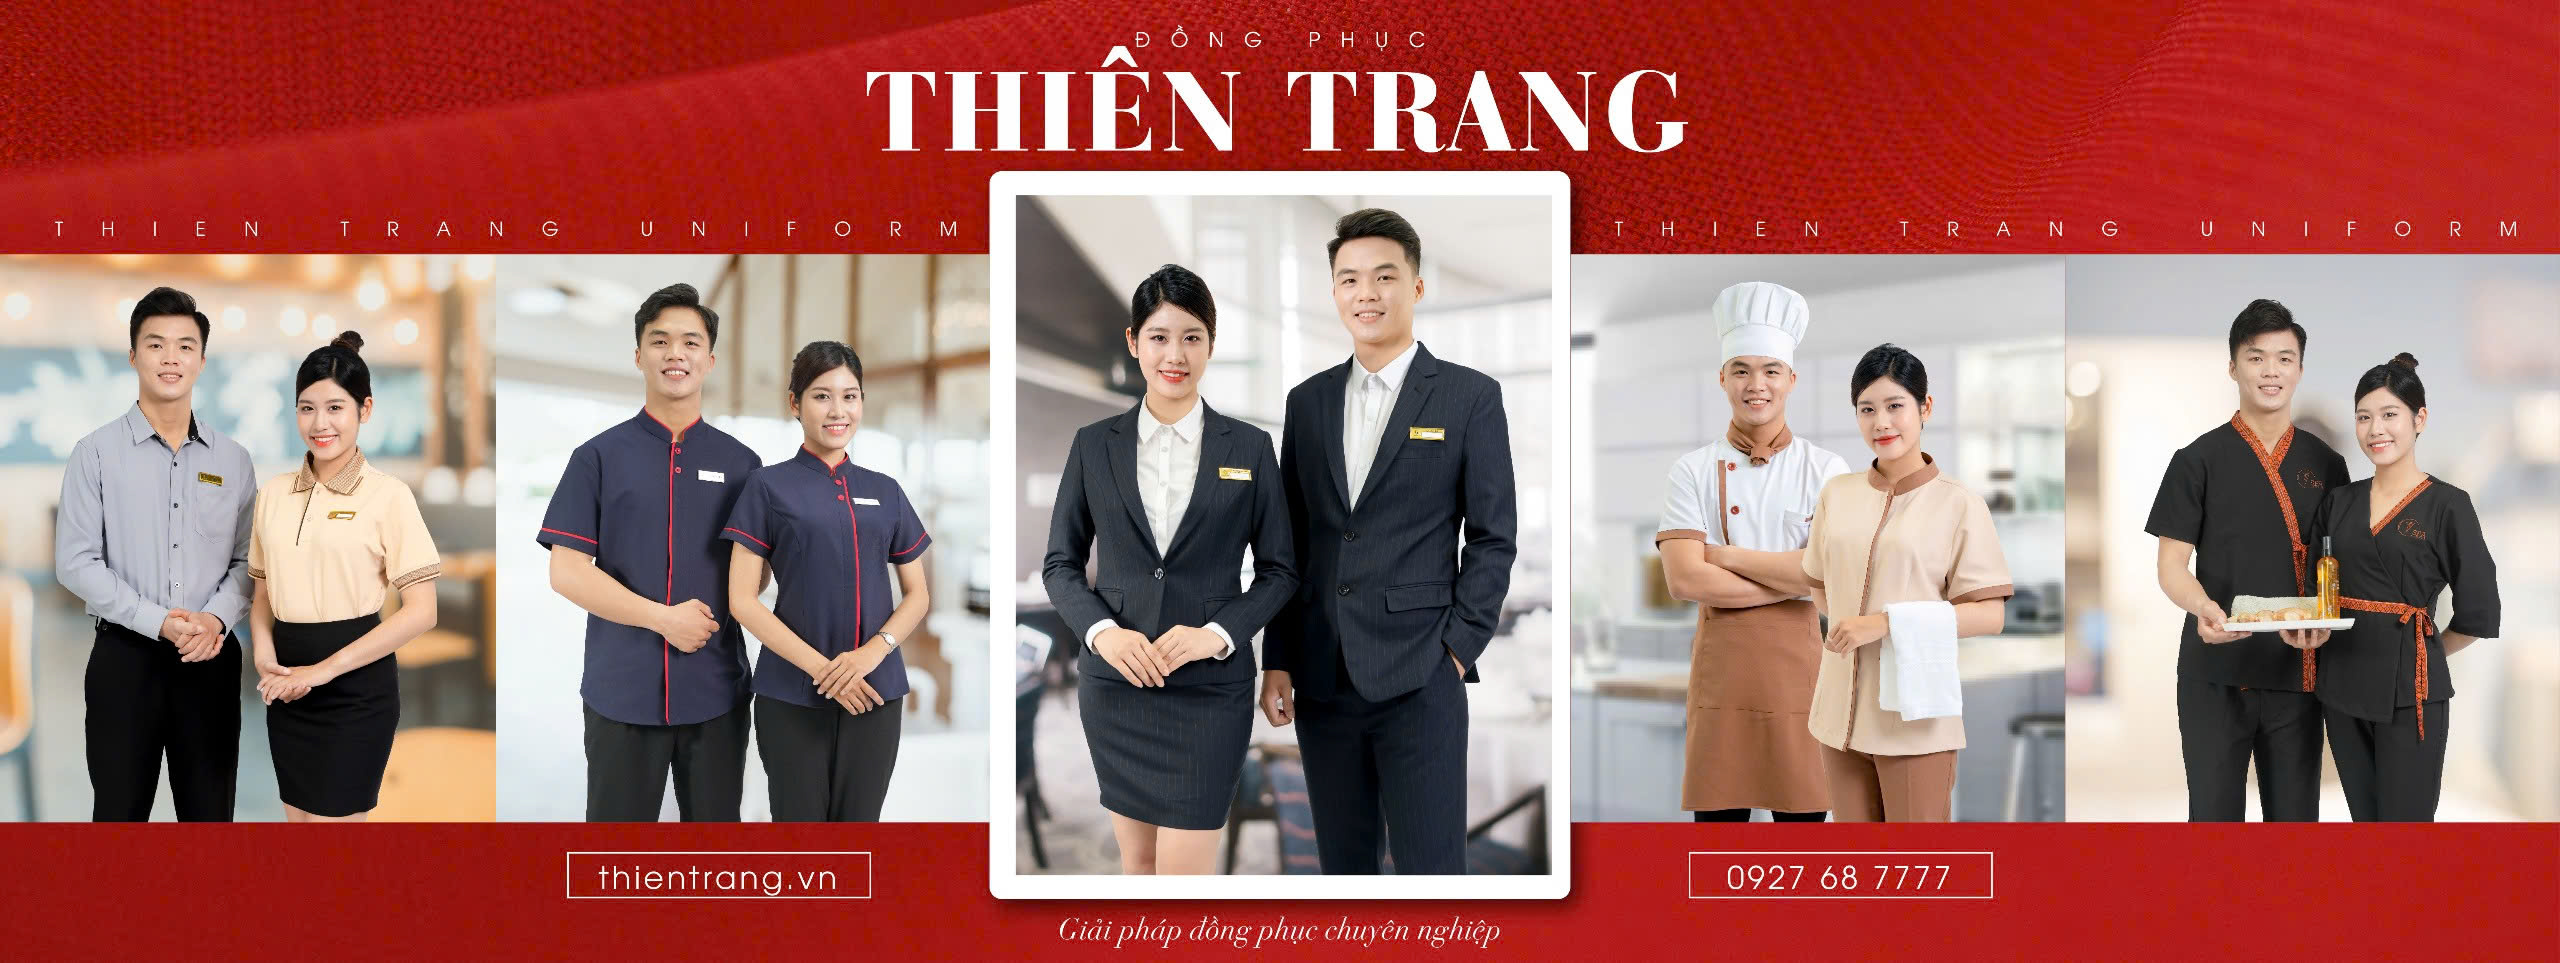 ĐỒNG PHỤC
THIÊN TRANG
THIEN TRANG UNIFORM
THIEN TRANG UNIFORM
thientrang.vn
0927 68 7777
Giải pháp đồng phục chuyên nghiệp